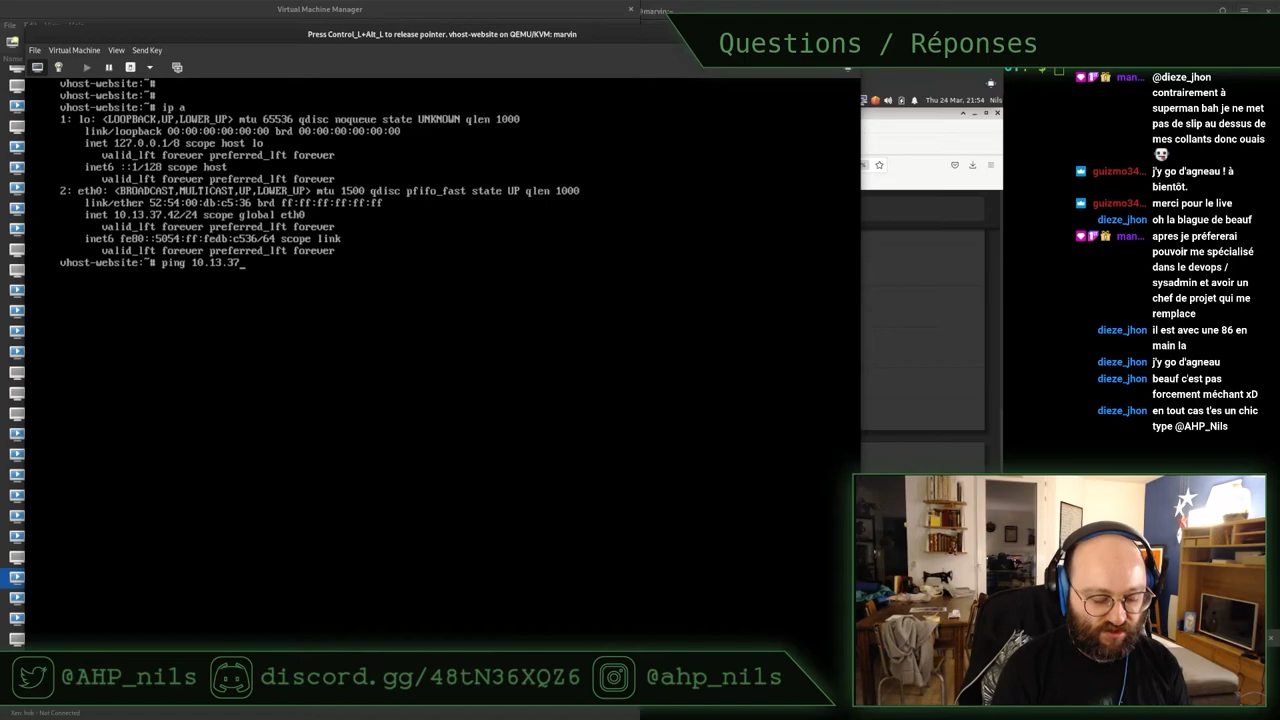 Virtual Machine Manager
File
Press Control_L+Alt_L to release pointer. vhost-website on QEMU/KVM: marvin
File Virtual Machine View Send Key
Questions / Réponses
vhost-website:~#
vhost-website:~#
vhost-website:~# ip a
1: lo: <LOOPBACK,UP,LOWER_UP> mtu 65536 qdisc noqueue state UNKNOWN qlen 1000
link/loopback 00:00:00:00:00:00 brd 00:00:00:00:00:00
inet 127.0.0.1/8 scope host lo
valid_lft forever preferred_lft forever
inet6 ::1/128 scope host
valid_lft forever preferred_lft forever
2: eth0: <BROADCAST,MULTICAST,UP,LOWER_UP> mtu 1500 qdisc pfifo_fast state UP qlen 1000
link/ether 52:54:00:db:c5:36 brd ff:ff:ff:ff:ff:ff
inet 10.13.37.42/24 scope global eth0
valid_lft forever preferred_lft forever
inet6 fe80::5054:ff:fedb:c536/64 scope link
valid_lft forever preferred_lft forever
vhost-website:~# ping 10.13.37_
Thu 24 Mar, 21:54 Nils
man... @dieze_jhon
contrairement à
superman bah je ne met
pas de slip au dessus de
mes collants donc ouais
guizmo34... j'y go d'agneau ! à
bientôt.
guizmo34... merci pour le live
dieze_jhon oh la blague de beauf
man... apres je préfererai
pouvoir me spécialisé
dans le devops /
sysadmin et avoir un
chef de projet qui me
remplace
dieze_jhon il est avec une 86 en
main la
dieze_jhon j'y go d'agneau
dieze_jhon beauf c'est pas
forcement méchant xD
dieze_jhon en tout cas t'es un chic
type @AHP_Nils
@AHP_nils discord.gg/48tN36XQZ6 @ahp_nils